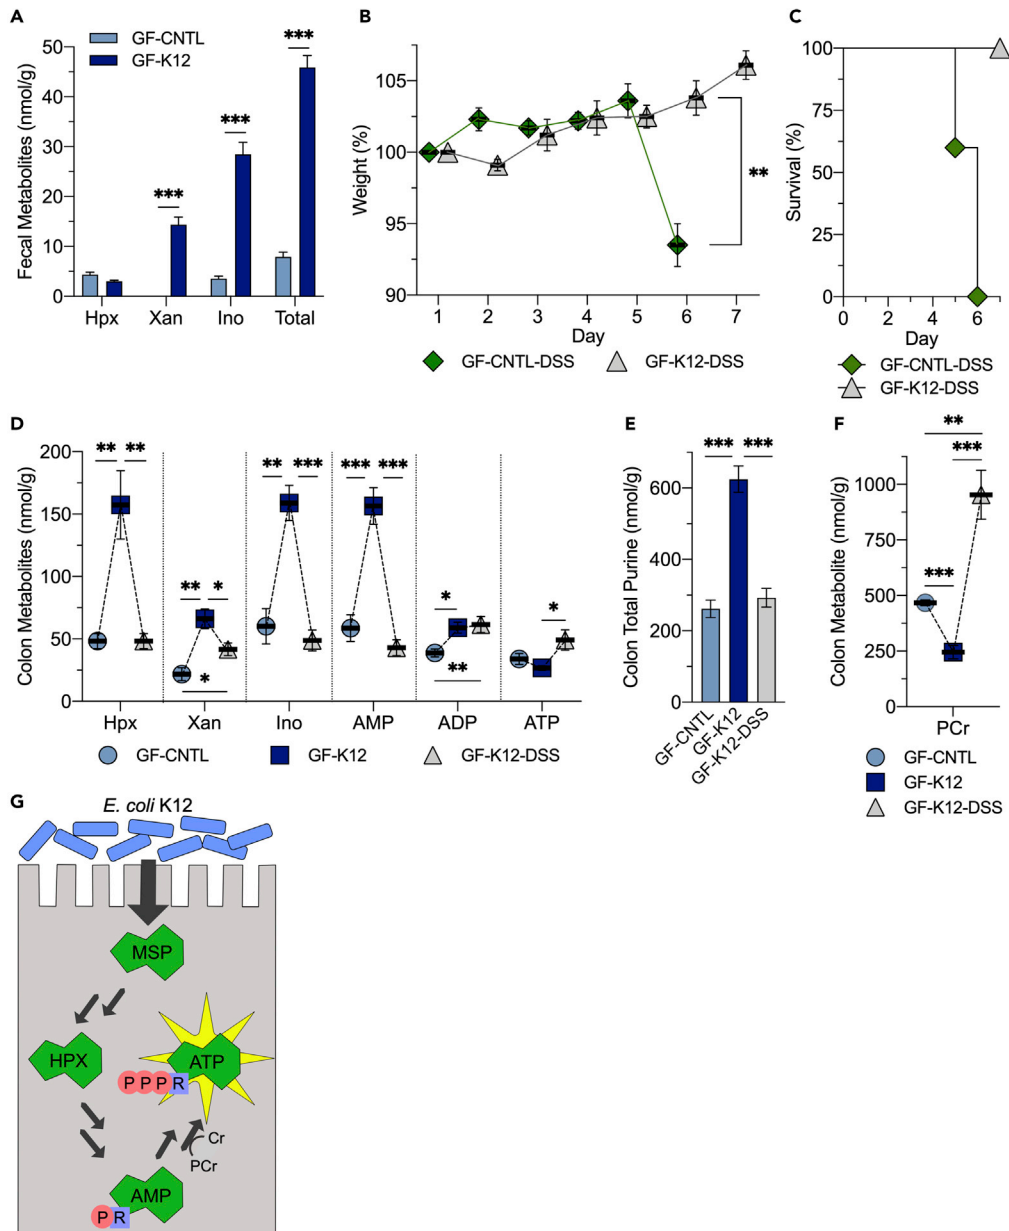 A
GF-CNTL
GF-K12
Fecal Metabolites (nmol/g)
50
40
30
20
10
0
***
***
***
Hpx Xan Ino Total
B
Weight (%)
105
100
95
90
**
1 2 3 4 5 6 7
Day
GF-CNTL-DSS GF-K12-DSS
C
Survival (%)
100
75
50
25
0
0 2 4 6
Day
GF-CNTL-DSS
GF-K12-DSS
D
Colon Metabolites (nmol/g)
200
150
100
50
0
** **
** *
*
** ***
*** ***
*
**
*
Hpx Xan Ino AMP ADP ATP
GF-CNTL GF-K12 GF-K12-DSS
E
Colon Total Purine (nmol/g)
*** ***
600
400
200
0
GF-CNTL
GF-K12
GF-K12-DSS
F
Colon Metabolite (nmol/g)
**
***
***
1000
750
500
250
0
PCr
GF-CNTL
GF-K12
GF-K12-DSS
G
E. coli K12
MSP
HPX
ATP
P P P R
Cr
PCr
AMP
P R